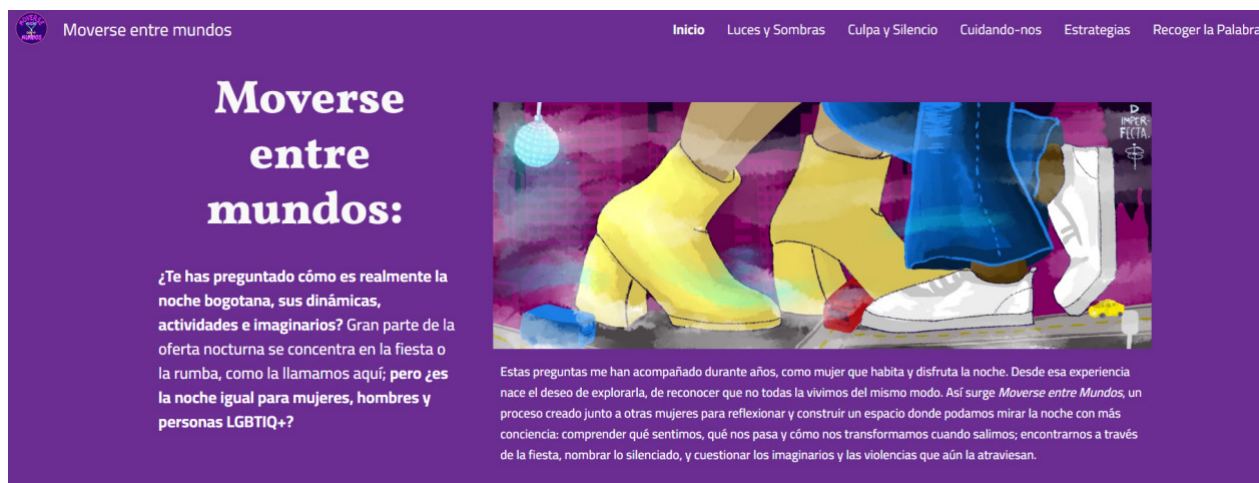 MOVERSE
MUNDOS
Moverse entre mundos
Inicio
Luces y Sombras
Culpa y Silencio
Cuidando-nos
Estrategias
Recoger la Palabra
Moverse
entre
mundos:
¿Te has preguntado cómo es realmente la
noche bogotana, sus dinámicas,
actividades e imaginarios? Gran parte de la
oferta nocturna se concentra en la fiesta o
la rumba, como la llamamos aquí; pero ¿es
la noche igual para mujeres, hombres y
personas LGBTIQ+?
D
IMPER-
FECTA.
Estas preguntas me han acompañado durante años, como mujer que habita y disfruta la noche. Desde esa experiencia
nace el deseo de explorarla, de reconocer que no todas la vivimos del mismo modo. Así surge Moverse entre Mundos, un
proceso creado junto a otras mujeres para reflexionar y construir un espacio donde podamos mirar la noche con más
conciencia: comprender qué sentimos, qué nos pasa y cómo nos transformamos cuando salimos; encontrarnos a través
de la fiesta, nombrar lo silenciado, y cuestionar los imaginarios y las violencias que aún la atraviesan.